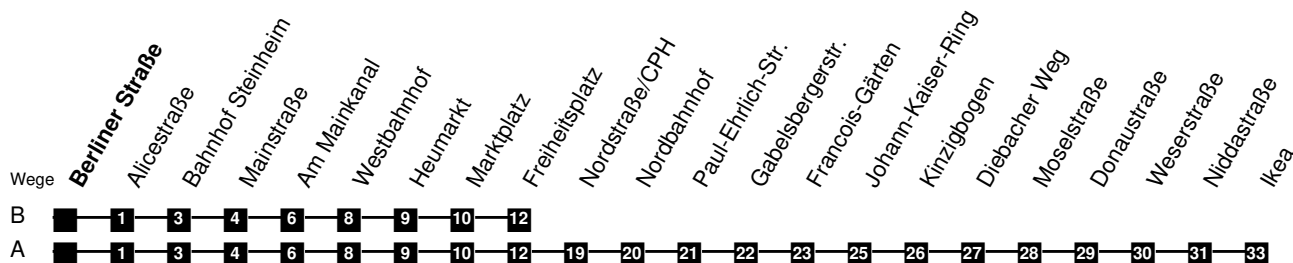 Berliner Straße
Alicestraße
Bahnhof Steinheim
Mainstraße
Am Mainkanal
Westbahnhof
Heumarkt
Marktplatz
Freiheitsplatz
Nordstraße/CPH
Nordbahnhof
Paul-Ehrlich-Str.
Gabelsbergerstr.
Francois-Gärten
Johann-Kaiser-Ring
Kinzigbogen
Diebacher Weg
Moselstraße
Donaustraße
Weserstraße
Niddastraße
Ikea
Wege
B 1 3 4 6 8 9 10 12
A 1 3 4 6 8 9 10 12 19 20 21 22 23 25 26 27 28 29 30 31 33